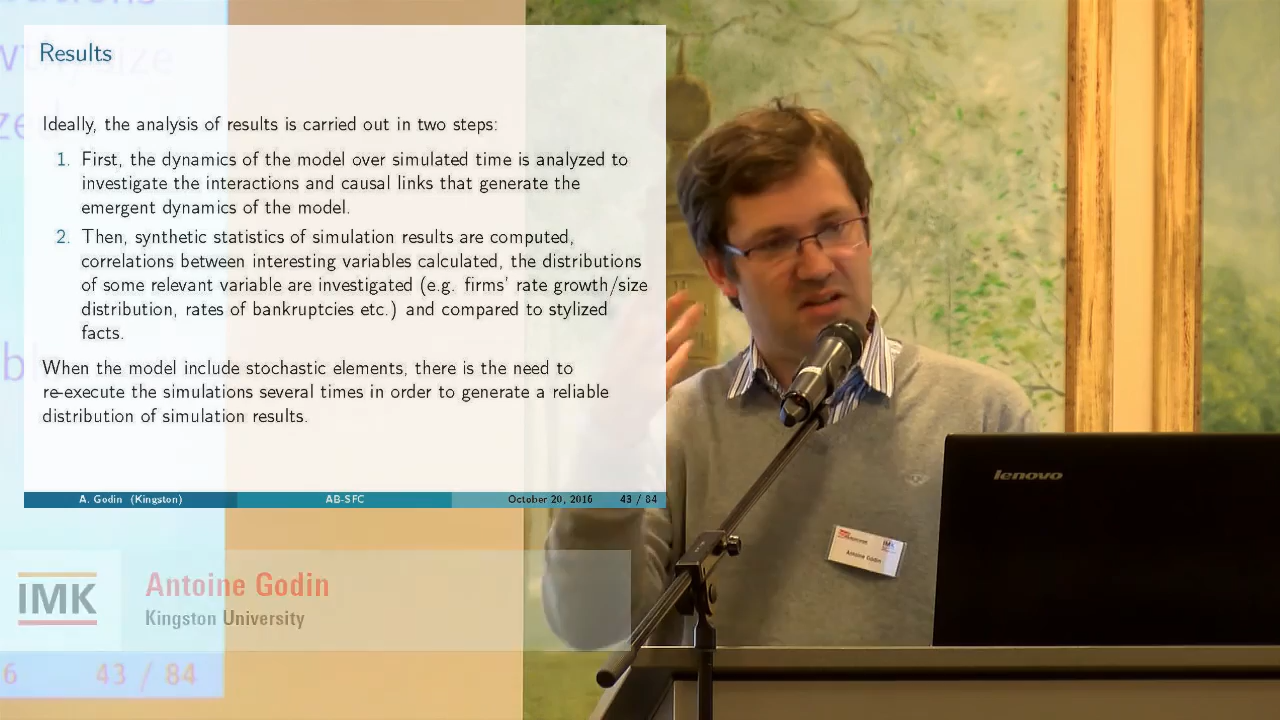 Results
Ideally, the analysis of results is carried out in two steps:
1. First, the dynamics of the model over simulated time is analyzed to
investigate the interactions and causal links that generate the
emergent dynamics of the model.
2. Then, synthetic statistics of simulation results are computed,
correlations between interesting variables calculated, the distributions
of some relevant variable are investigated (e.g. firms' rate growth/size
distribution, rates of bankruptcies etc.) and compared to stylized
facts.
When the model include stochastic elements, there is the need to
re-execute the simulations several times in order to generate a reliable
distribution of simulation results.
A. Godin (Kingston) AB-SFC October 20, 2016 43 / 84
IMK
Antoine Godin
Kingston University
6 43 / 84
lenovo
IMK
Antoine Godin